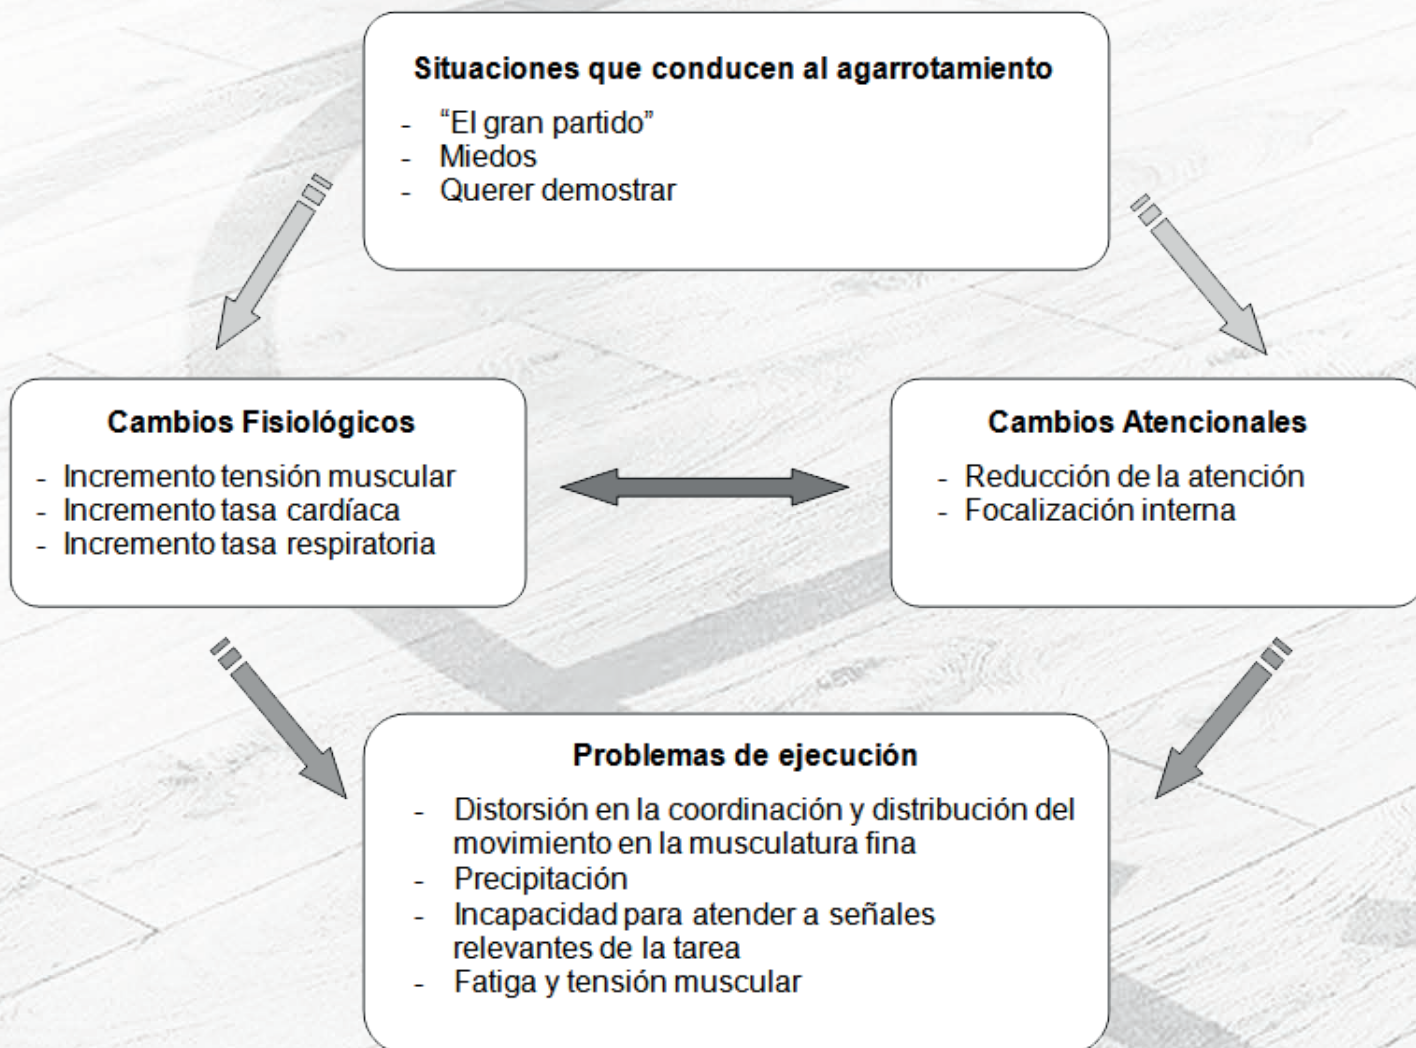 Situaciones que conducen al agarrotamiento
- “El gran partido”
- Miedos
- Querer demostrar
Cambios Fisiológicos
- Incremento tensión muscular
- Incremento tasa cardíaca
- Incremento tasa respiratoria
Cambios Atencionales
- Reducción de la atención
- Focalización interna
Problemas de ejecución
- Distorsión en la coordinación y distribución del
movimiento en la musculatura fina
- Precipitación
- Incapacidad para atender a señales
relevantes de la tarea
- Fatiga y tensión muscular